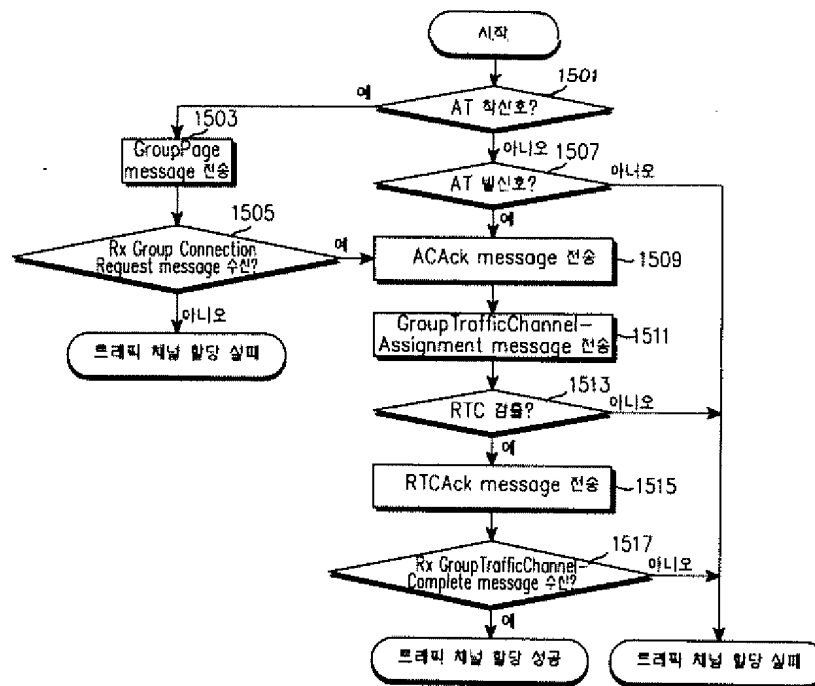 시작
1501
AT 착신호?
예
1503
GroupPage
message 전송
아니오
1507
AT 발신호?
아니오
예
1505
Rx Group Connection
Request message 수신?
예
ACAck message 전송
1509
아니오
트래픽 채널 할당 실패
GroupTrafficChannel-
Assignment message 전송
1511
1513
RTC 검출?
아니오
예
RTCAck message 전송
1515
1517
Rx GroupTrafficChannel-
Complete message 수신?
아니오
예
트래픽 채널 할당 성공
트래픽 채널 할당 실패